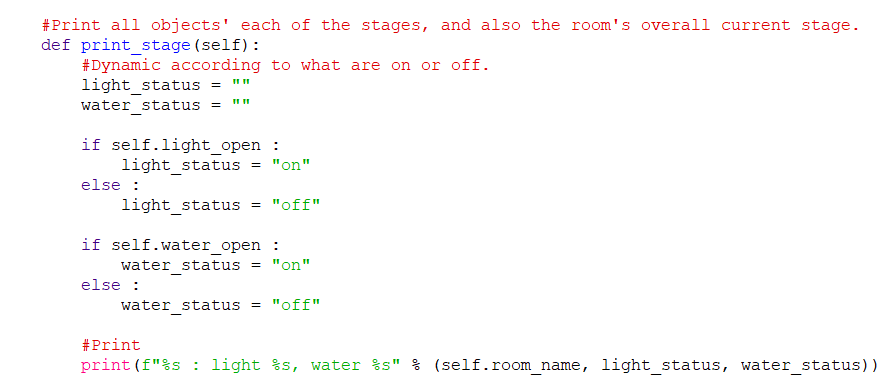 #Print all objects' each of the stages, and also the room's overall current stage.
def print_stage(self):
    #Dynamic according to what are on or off.
    light_status = ""
    water_status = ""

    if self.light_open :
        light_status = "on"
    else :
        light_status = "off"

    if self.water_open :
        water_status = "on"
    else :
        water_status = "off"

    #Print
    print(f"%s : light %s, water %s" % (self.room_name, light_status, water_status))